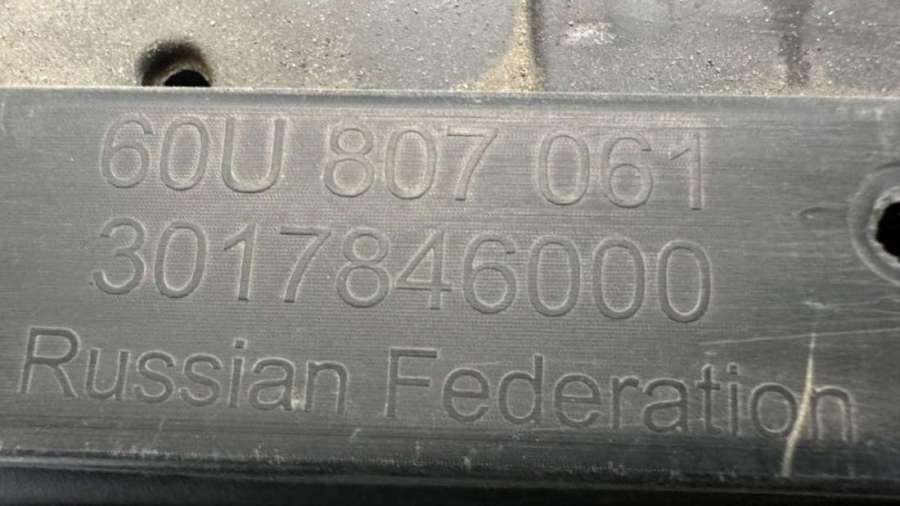 60U 807 061
3017846000
Russian Federation